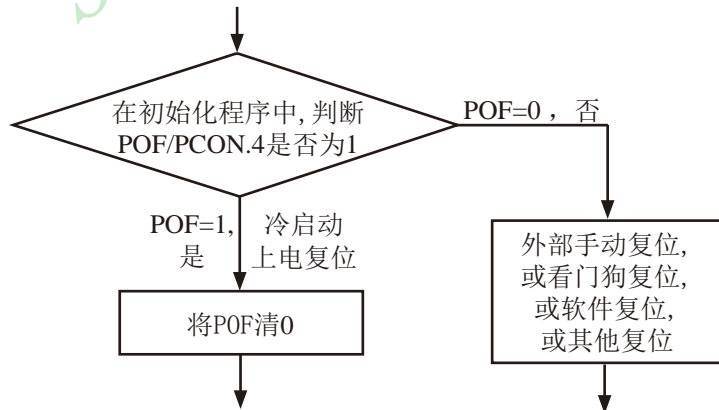 在初始化程序中, 判断
POF/PCON.4是否为1
POF=0 , 否
POF=1, 冷启动
是 上电复位
将POF清0
外部手动复位,
或看门狗复位,
或软件复位,
或其他复位